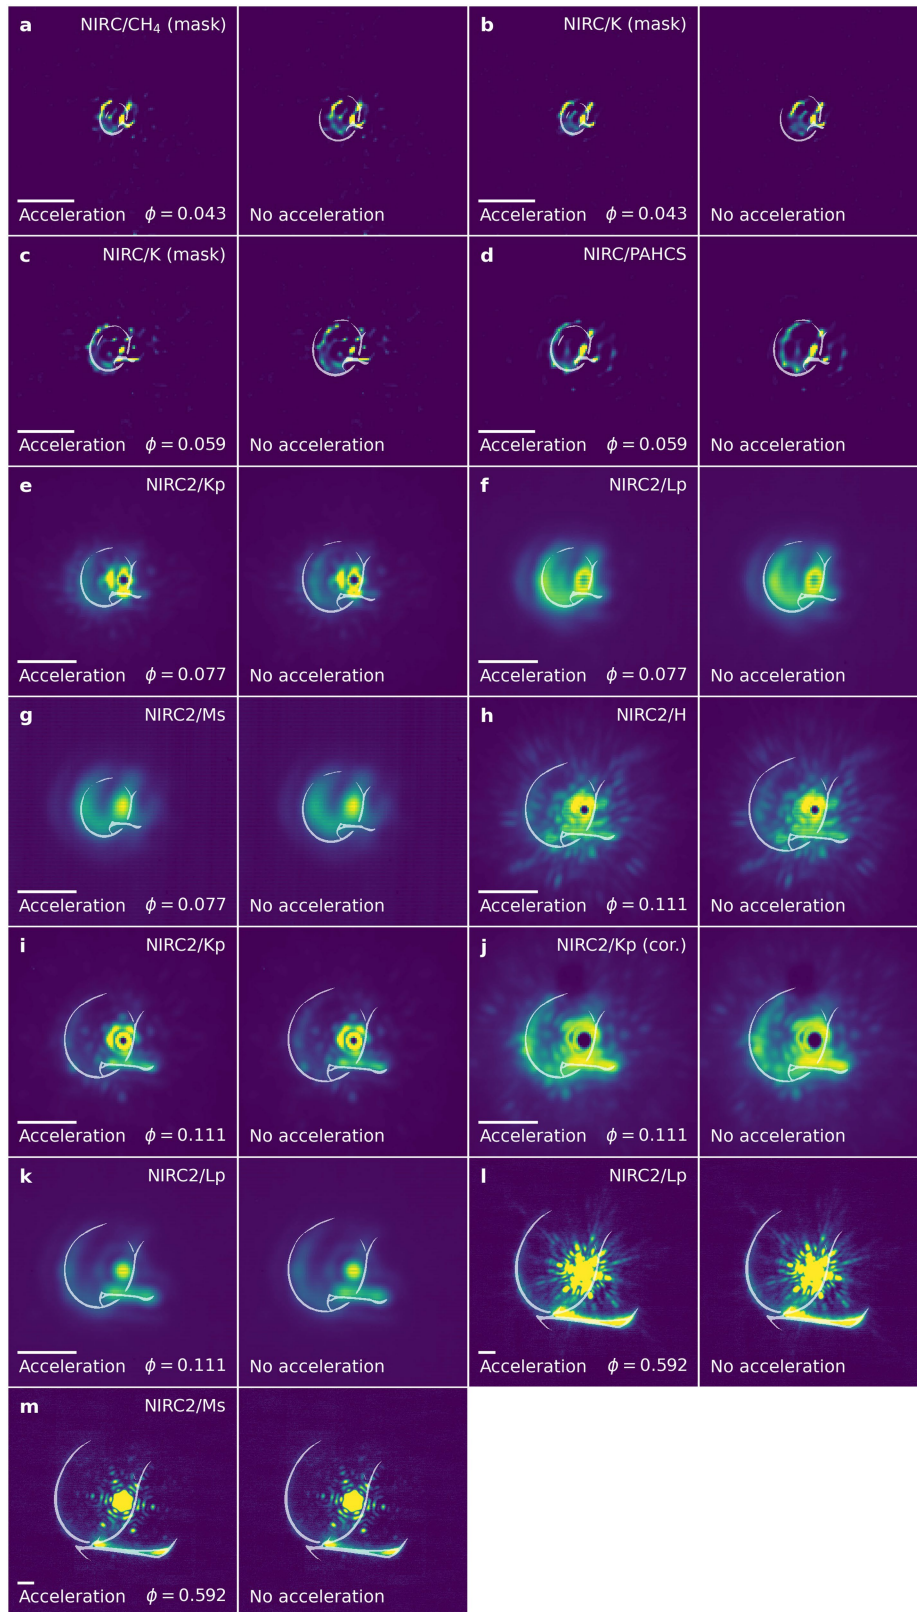 a NIRC/CH₄ (mask)
Acceleration ϕ = 0.043 No acceleration
b NIRC/K (mask)
Acceleration ϕ = 0.043 No acceleration
c NIRC/K (mask)
Acceleration ϕ = 0.059 No acceleration
d NIRC/PAHCS
Acceleration ϕ = 0.059 No acceleration
e NIRC2/Kp
Acceleration ϕ = 0.077 No acceleration
f NIRC2/Lp
Acceleration ϕ = 0.077 No acceleration
g NIRC2/Ms
Acceleration ϕ = 0.077 No acceleration
h NIRC2/H
Acceleration ϕ = 0.111 No acceleration
i NIRC2/Kp
Acceleration ϕ = 0.111 No acceleration
j NIRC2/Kp (cor.)
Acceleration ϕ = 0.111 No acceleration
k NIRC2/Lp
Acceleration ϕ = 0.111 No acceleration
l NIRC2/Lp
Acceleration ϕ = 0.592 No acceleration
m NIRC2/Ms
Acceleration ϕ = 0.592 No acceleration